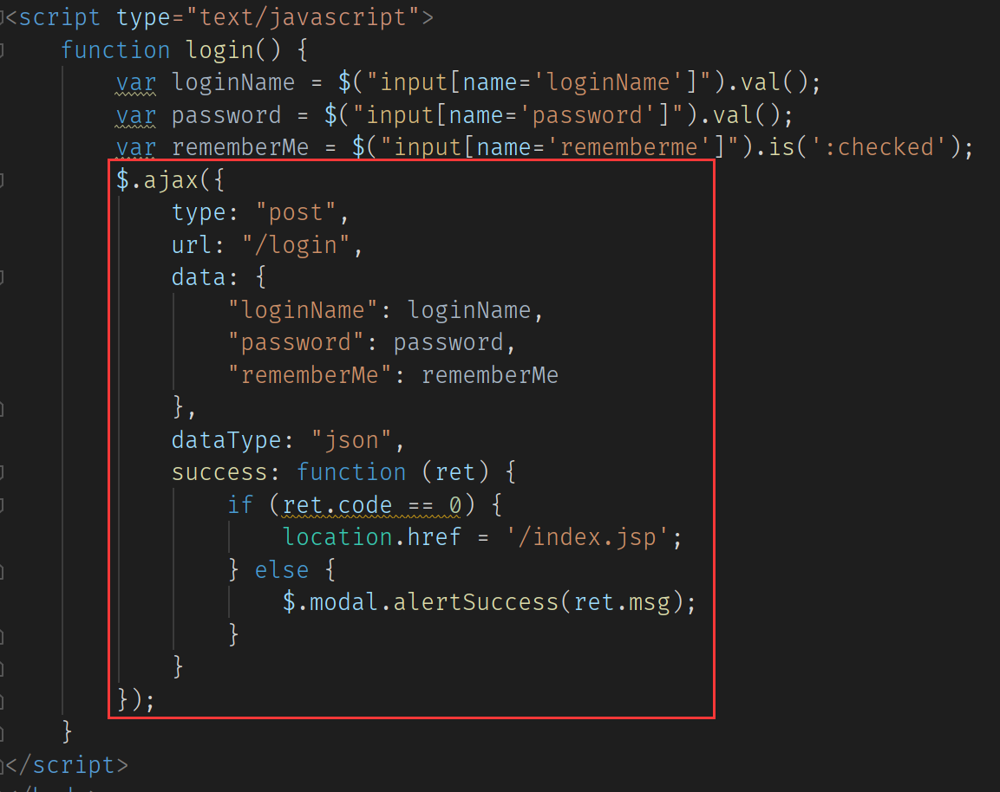 <script type="text/javascript">
function login() {
var loginName = $("input[name='loginName']").val();
var password = $("input[name='password']").val();
var rememberMe = $("input[name='rememberme']").is(':checked');
$.ajax({
type: "post",
url: "/login",
data: {
"loginName": loginName,
"password": password,
"rememberMe": rememberMe
},
dataType: "json",
success: function (ret) {
if (ret.code == 0) {
location.href = '/index.jsp';
} else {
$.modal.alertSuccess(ret.msg);
}
}
});
}
</script>